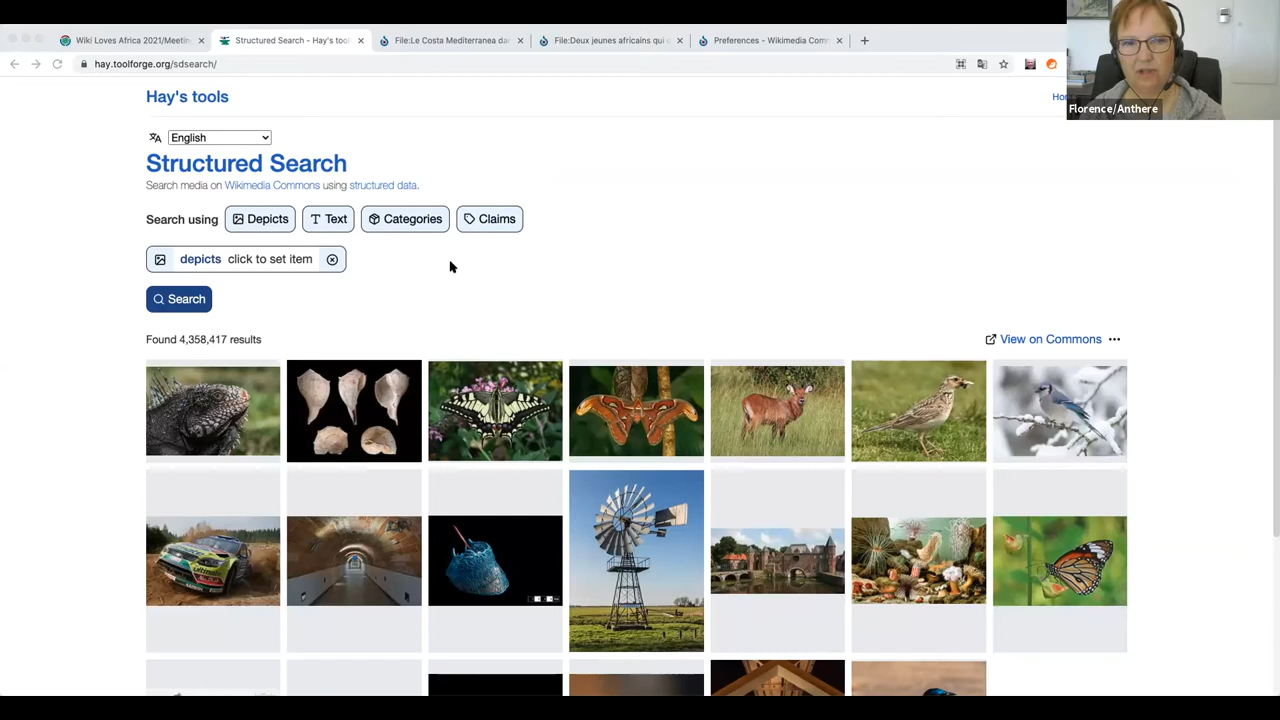 Wiki Loves Africa 2021/Meetin
Structured Search - Hay's tool
File:Le Costa Mediterranea da
File:Deux jeunes africains qui c
Preferences - Wikimedia Comm
hay.toolforge.org/sdsearch/
Hay's tools
Hom
Florence/Anthere
English
Structured Search
Search media on Wikimedia Commons using structured data.
Search using Depicts Text Categories Claims
depicts click to set item
Search
Found 4,358,417 results
View on Commons